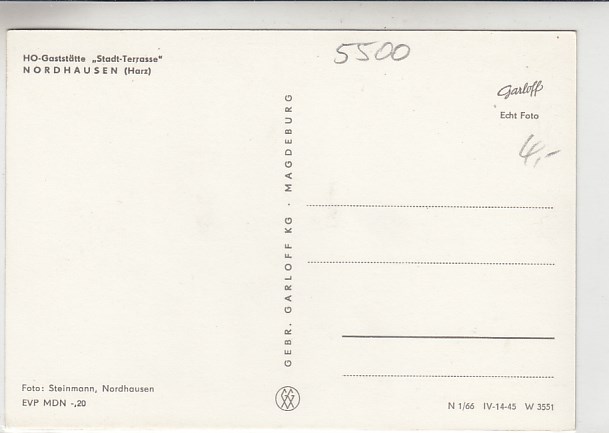 HO-Gaststätte „Stadt-Terrasse"
NORDHAUSEN (Harz)
5500
Garloff
Echt Foto
4,-
GEBR. GARLOFF KG · MAGDEBURG
Foto: Steinmann, Nordhausen
EVP MDN -,20
N 1/66 IV-14-45 W 3551